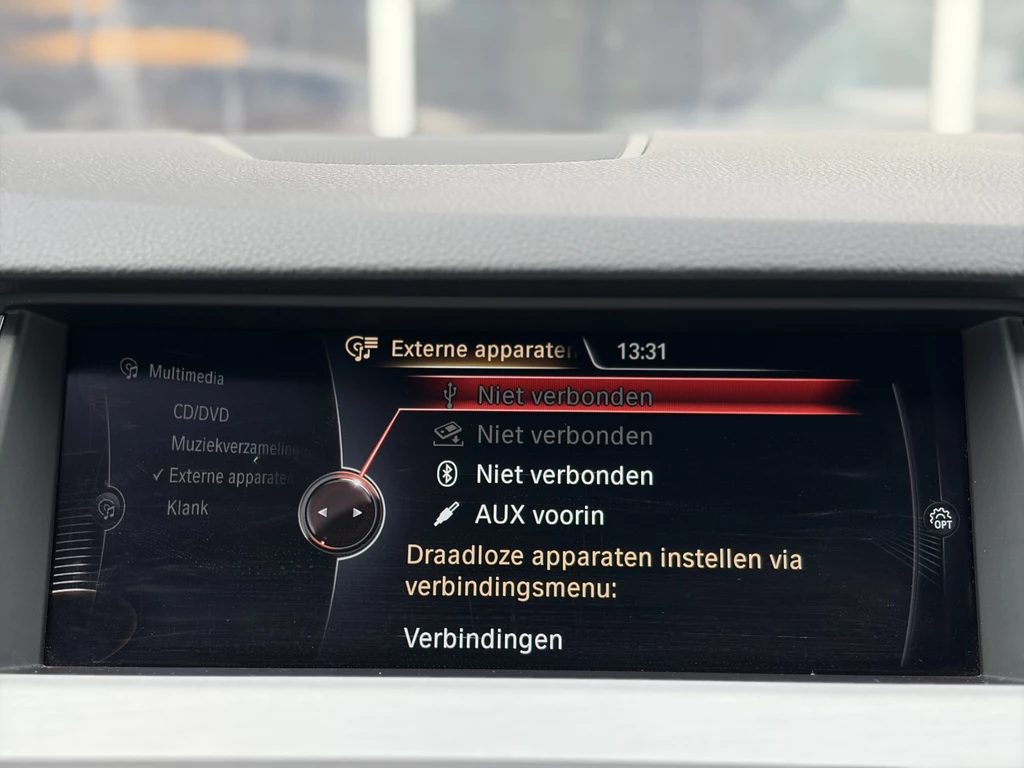 Externe apparaten
13:31
Multimedia
CD/DVD
Muziekverzameling
✓ Externe apparaten
Klank
Niet verbonden
Niet verbonden
Niet verbonden
AUX voorin
Draadloze apparaten instellen via
verbindingsmenu:
Verbindingen
OPT